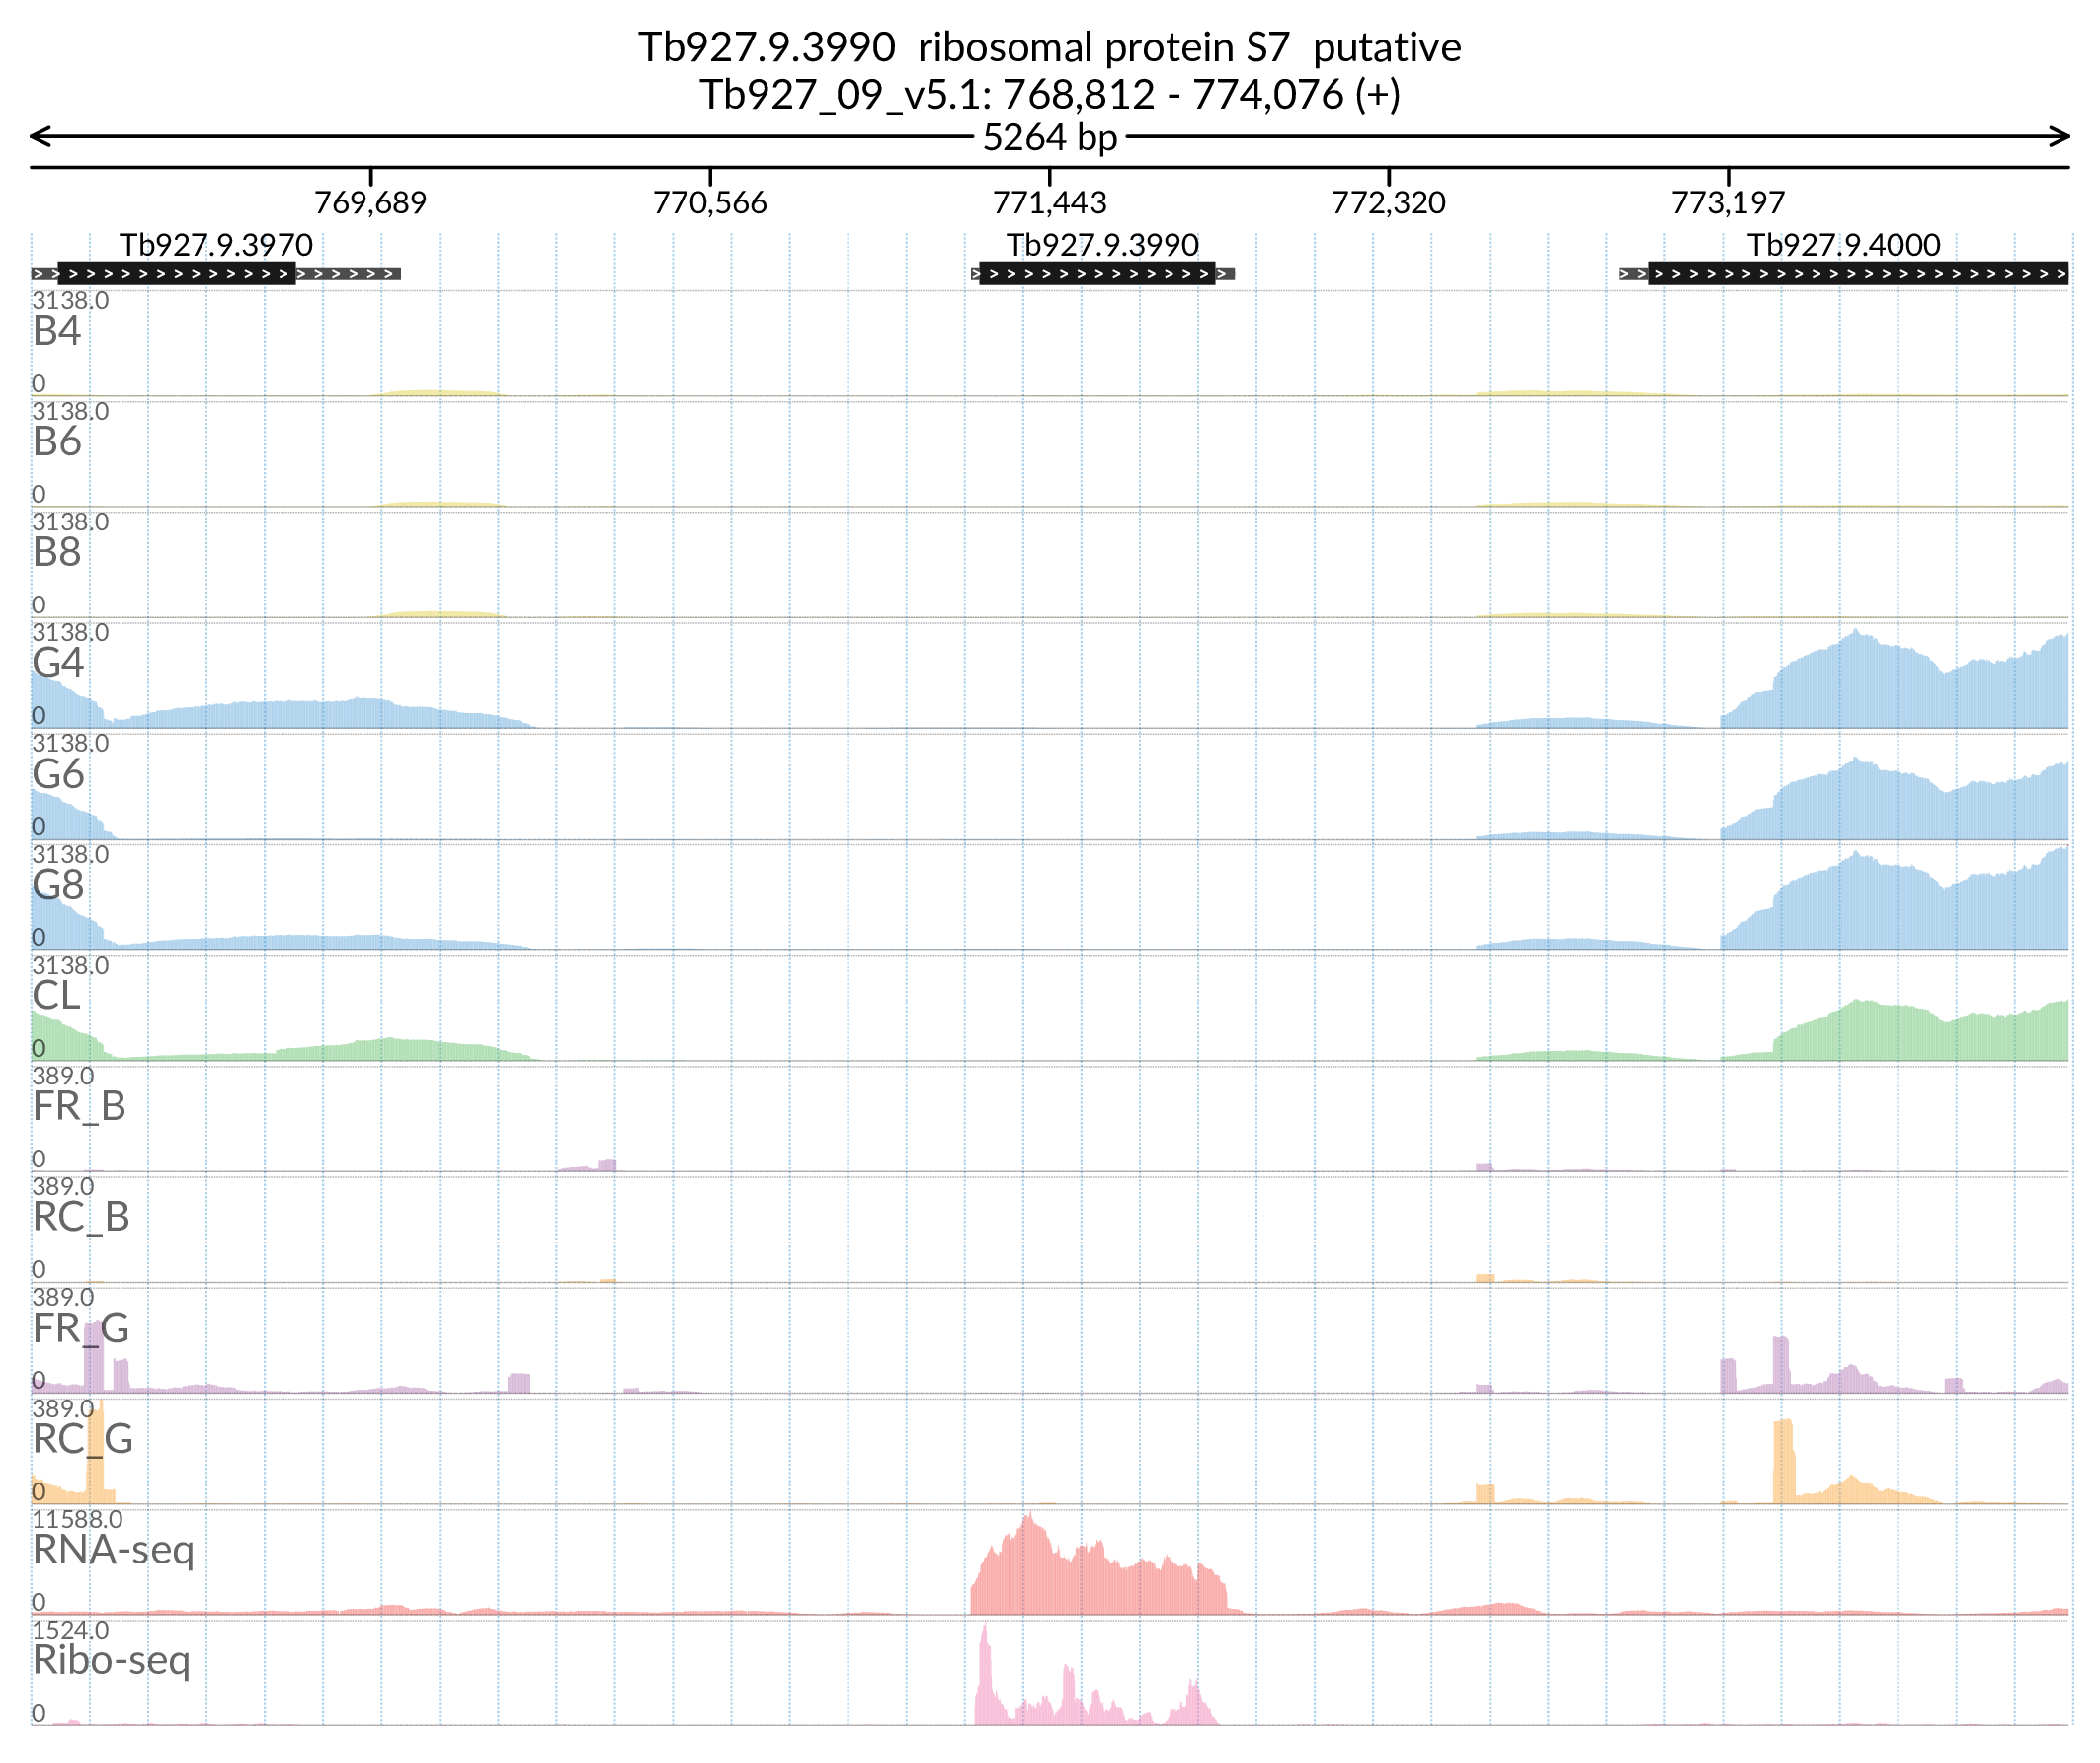 Tb927.9.3990  ribosomal protein S7  putative
Tb927_09_v5.1: 768,812 - 774,076 (+)
5264 bp
769,689 770,566 771,443 772,320 773,197
Tb927.9.3970 Tb927.9.3990 Tb927.9.4000
3138.0
B4
0
3138.0
B6
0
3138.0
B8
0
3138.0
G4
0
3138.0
G6
0
3138.0
G8
0
3138.0
CL
0
389.0
FR_B
0
389.0
RC_B
0
389.0
FR_G
0
389.0
RC_G
0
11588.0
RNA-seq
0
1524.0
Ribo-seq
0